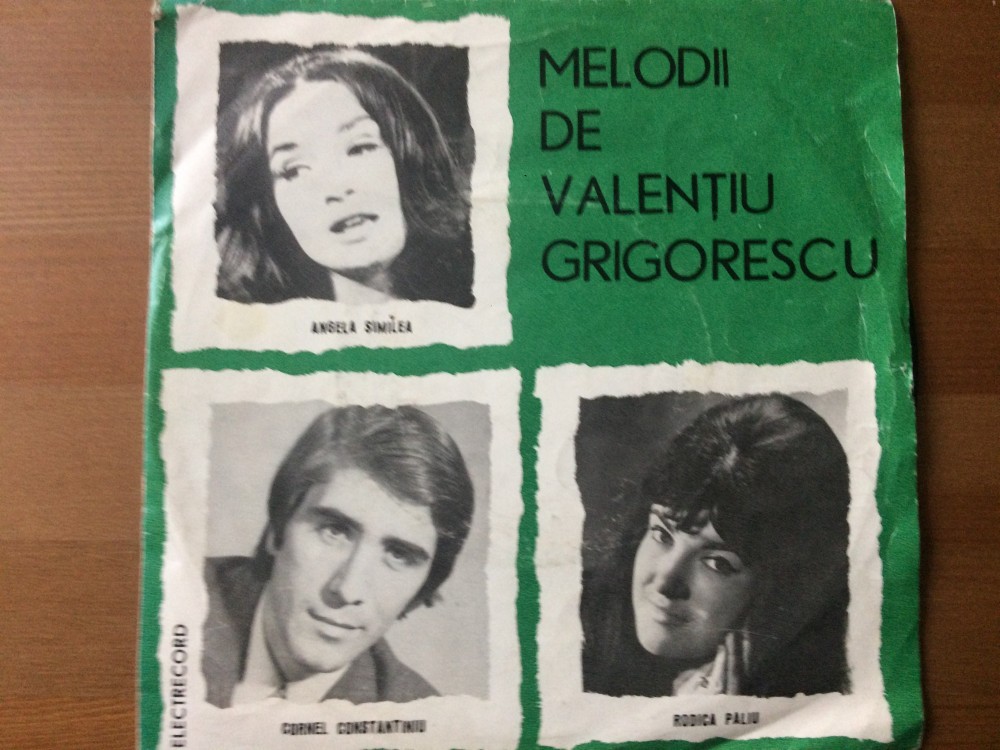 MELODII
DE
VALENȚIU
GRIGORESCU
ANGELA SIMILEA
CORNEL CONSTANTINIU
RODICA PALIU
ELECTRECORD